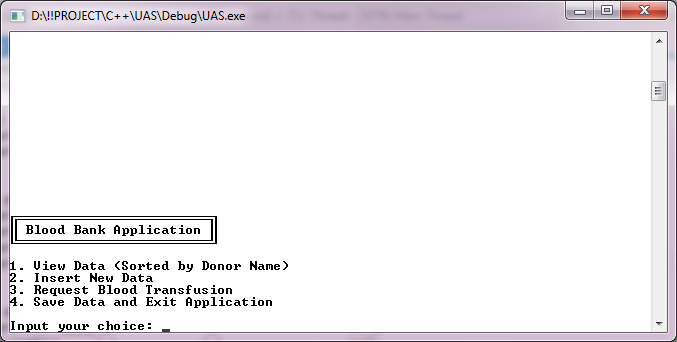 D:\!!PROJECT\C++\UAS\Debug\UAS.exe
Blood Bank Application
1. View Data (Sorted by Donor Name)
2. Insert New Data
3. Request Blood Transfusion
4. Save Data and Exit Application
Input your choice: _